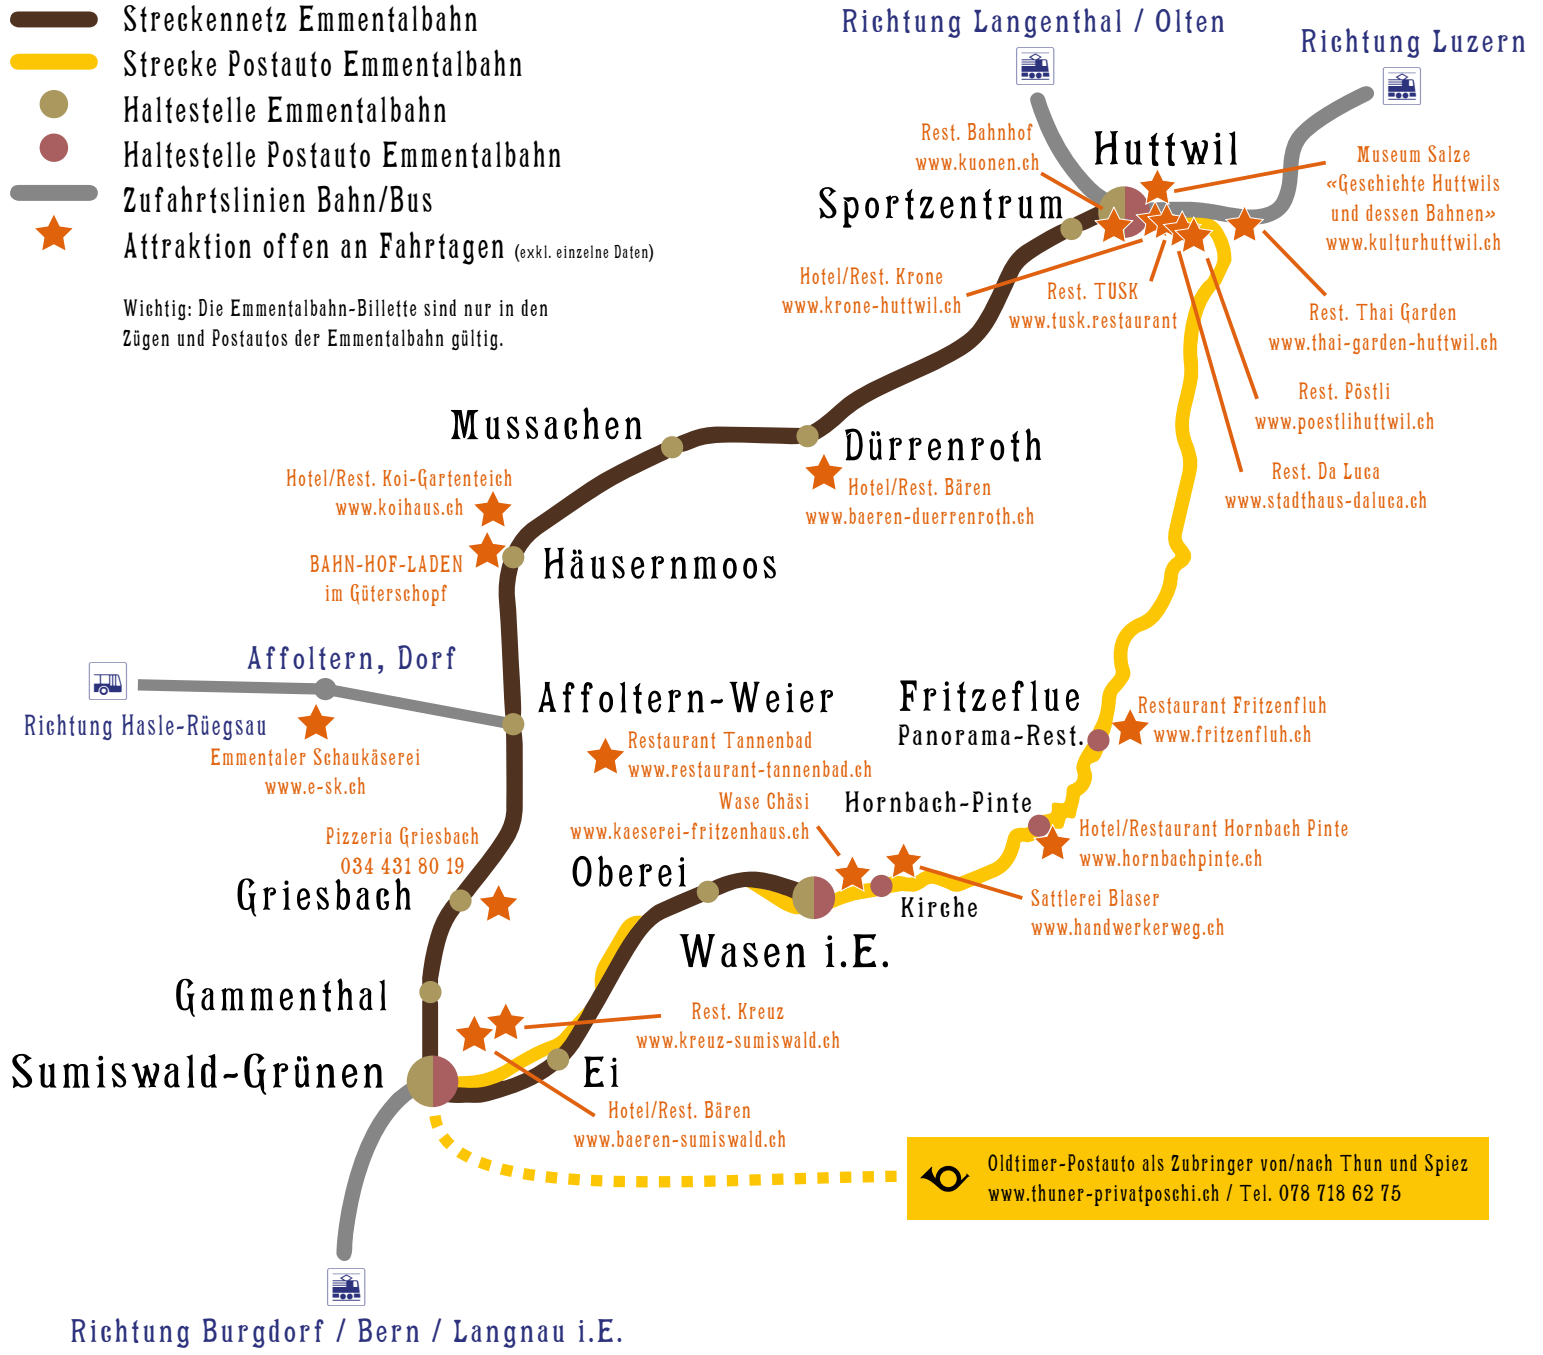 Streckennetz Emmentalbahn
Strecke Postauto Emmentalbahn
Haltestelle Emmentalbahn
Haltestelle Postauto Emmentalbahn
Zufahrtslinien Bahn/Bus
Attraktion offen an Fahrtagen (exkl. einzelne Daten)
Wichtig: Die Emmentalbahn-Billette sind nur in den
Zügen und Postautos der Emmentalbahn gültig.
Richtung Langenthal / Olten
Richtung Luzern
Rest. Bahnhof
www.kuonen.ch
Huttwil
Sportzentrum
Museum Salze
«Geschichte Huttwils
und dessen Bahnen»
www.kulturhuttwil.ch
Hotel/Rest. Krone
www.krone-huttwil.ch
Rest. TUSK
www.tusk.restaurant
Rest. Thai Garden
www.thai-garden-huttwil.ch
Rest. Pöstli
www.poestlihuttwil.ch
Rest. Da Luca
www.stadthaus-daluca.ch
Mussachen
Dürrenroth
Hotel/Rest. Bären
www.baeren-duerrenroth.ch
Hotel/Rest. Koi-Gartenteich
www.koihaus.ch
BAHN-HOF-LADEN
im Güterschopf
Häusernmoos
Affoltern, Dorf
Richtung Hasle-Rüegsau
Emmentaler Schaukäserei
www.e-sk.ch
Affoltern-Weier
Restaurant Tannenbad
www.restaurant-tannenbad.ch
Fritzeflue
Panorama-Rest.
Restaurant Fritzenfluh
www.fritzenfluh.ch
Wase Chäsi
www.kaeserei-fritzenhaus.ch
Hornbach-Pinte
Hotel/Restaurant Hornbach Pinte
www.hornbachpinte.ch
Pizzeria Griesbach
034 431 80 19
Griesbach
Oberei
Kirche
Sattlerei Blaser
www.handwerkerweg.ch
Wasen i.E.
Gammenthal
Rest. Kreuz
www.kreuz-sumiswald.ch
Sumiswald-Grünen
Ei
Hotel/Rest. Bären
www.baeren-sumiswald.ch
Oldtimer-Postauto als Zubringer von/nach Thun und Spiez
www.thuner-privatposchi.ch / Tel. 078 718 62 75
Richtung Burgdorf / Bern / Langnau i.E.